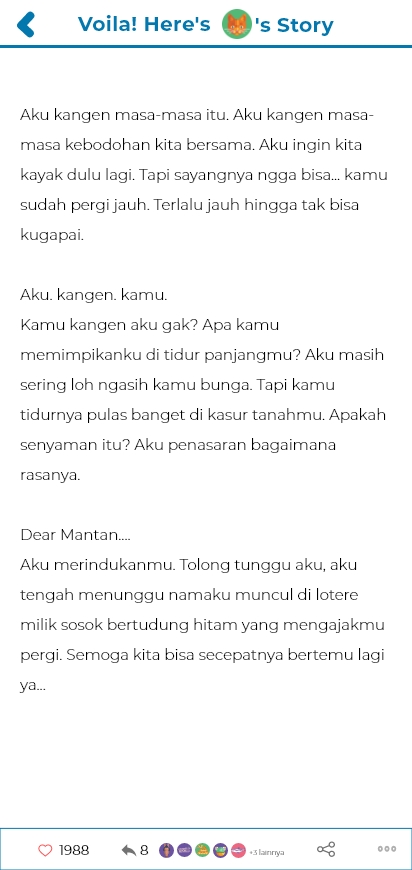 Voila! Here's 's Story
Aku kangen masa-masa itu. Aku kangen masa-
masa kebodohan kita bersama. Aku ingin kita
kayak dulu lagi. Tapi sayangnya ngga bisa... kamu
sudah pergi jauh. Terlalu jauh hingga tak bisa
kugapai.
Aku. kangen. kamu.
Kamu kangen aku gak? Apa kamu
memimpikanku di tidur panjangmu? Aku masih
sering loh ngasih kamu bunga. Tapi kamu
tidurnya pulas banget di kasur tanahmu. Apakah
senyaman itu? Aku penasaran bagaimana
rasanya.
Dear Mantan....
Aku merindukanmu. Tolong tunggu aku, aku
tengah menunggu namaku muncul di lotere
milik sosok bertudung hitam yang mengajakmu
pergi. Semoga kita bisa secepatnya bertemu lagi
ya...
1988 8 +3 lainnya